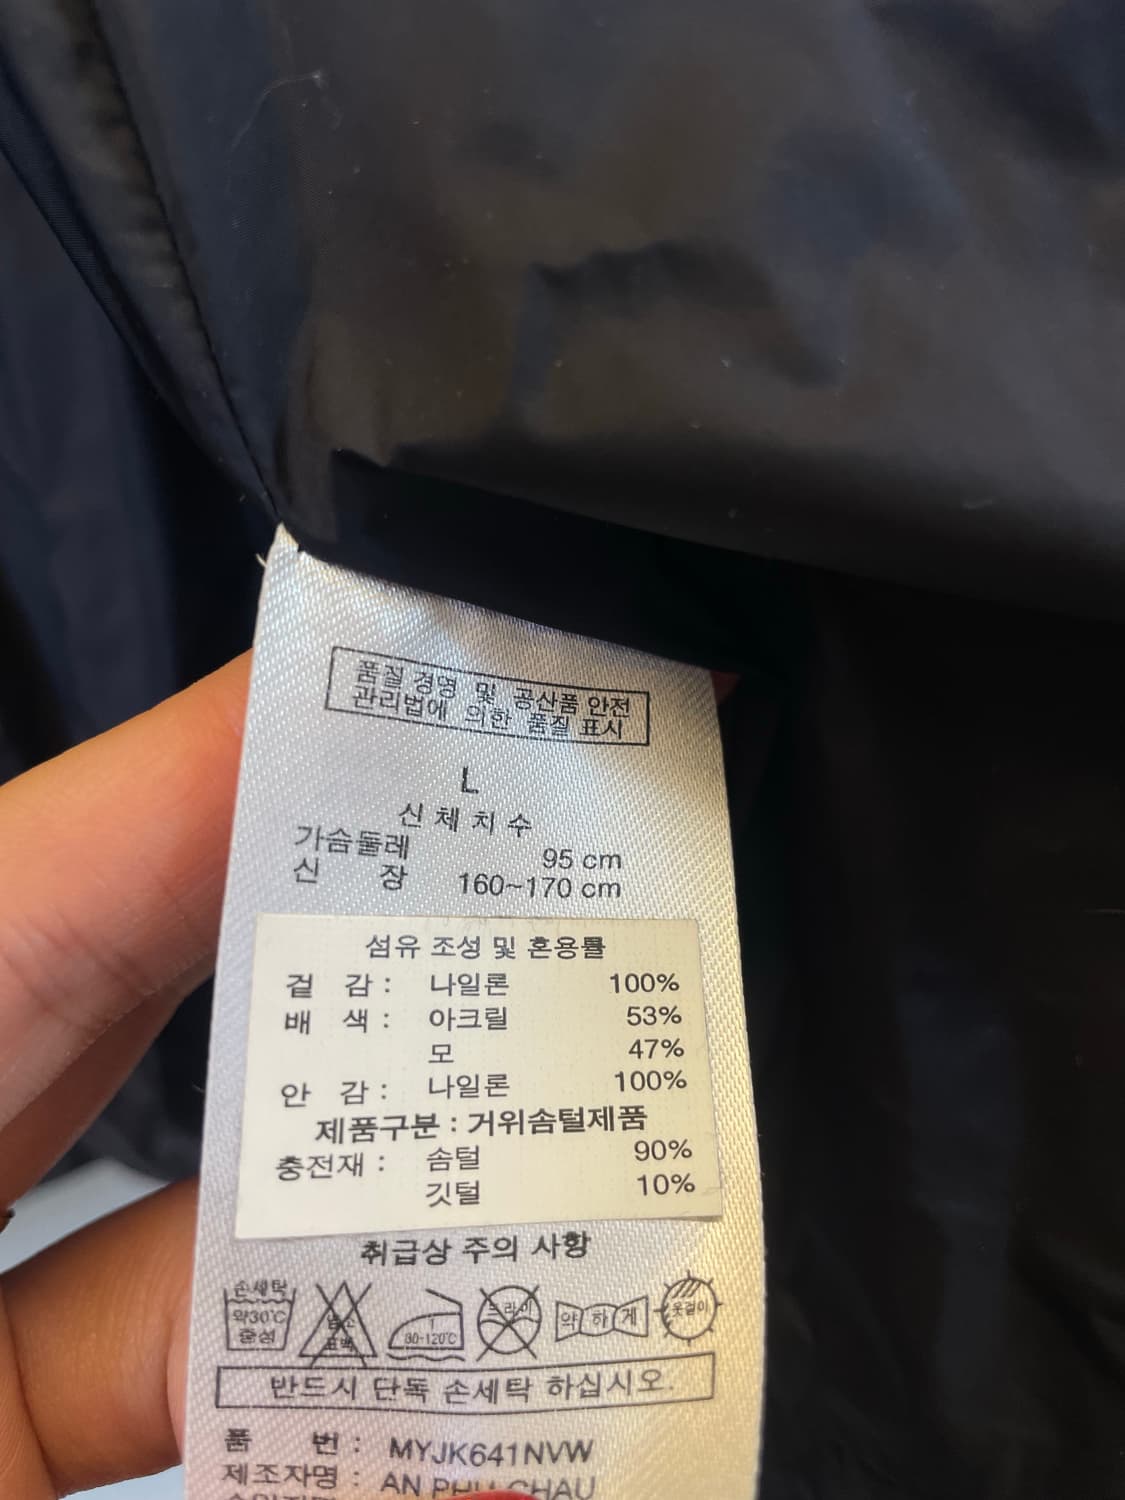 품질 경영 및 공산품 안전
관리법에 의한 품질 표시
L
신체치수
가슴둘레 95 cm
신 장 160~170 cm
섬유 조성 및 혼용률
겉 감 : 나일론 100%
배 색 : 아크릴 53%
모 47%
안 감 : 나일론 100%
제품구분 : 거위솜털제품
충전재 : 솜털 90%
깃털 10%
취급상 주의 사항
손세탁
약30℃
중성
염소
표백
80-120℃
드라이
약하게
옷걸이
반드시 단독 손세탁 하십시오.
품 번 : MYJK641NVW
제조자명 : AN PHU CHAU